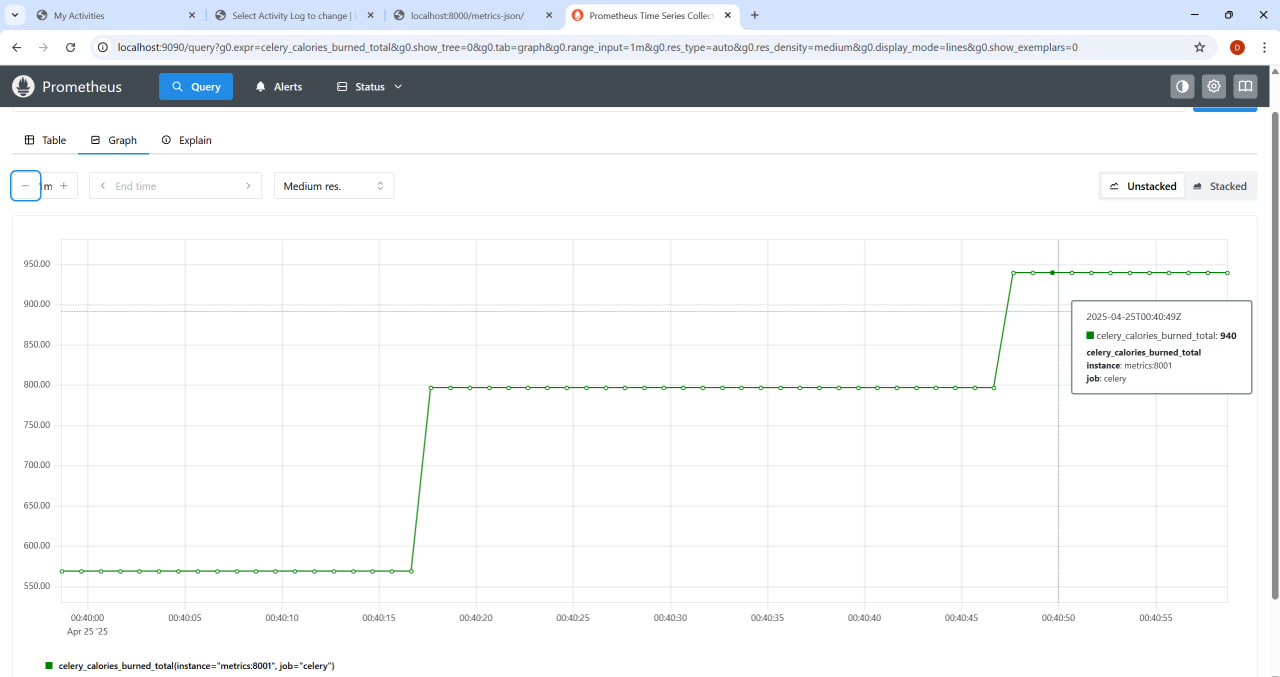 My Activities
Select Activity Log to change | D
localhost:8000/metrics-json/
Prometheus Time Series Collec
localhost:9090/query?g0.expr=celery_calories_burned_total&g0.show_tree=0&g0.tab=graph&g0.range_input=1m&g0.res_type=auto&g0.res_density=medium&g0.display_mode=lines&g0.show_exemplars=0
D
Prometheus
Query
Alerts
Status
Table
Graph
Explain
m
End time
Medium res.
Unstacked
Stacked
950.00
900.00
850.00
800.00
750.00
700.00
650.00
600.00
550.00
2025-04-25T00:40:49Z
celery_calories_burned_total: 940
celery_calories_burned_total
instance: metrics:8001
job: celery
00:40:00 00:40:05 00:40:10 00:40:15 00:40:20 00:40:25 00:40:30 00:40:35 00:40:40 00:40:45 00:40:50 00:40:55
Apr 25 '25
celery_calories_burned_total{instance="metrics:8001", job="celery"}